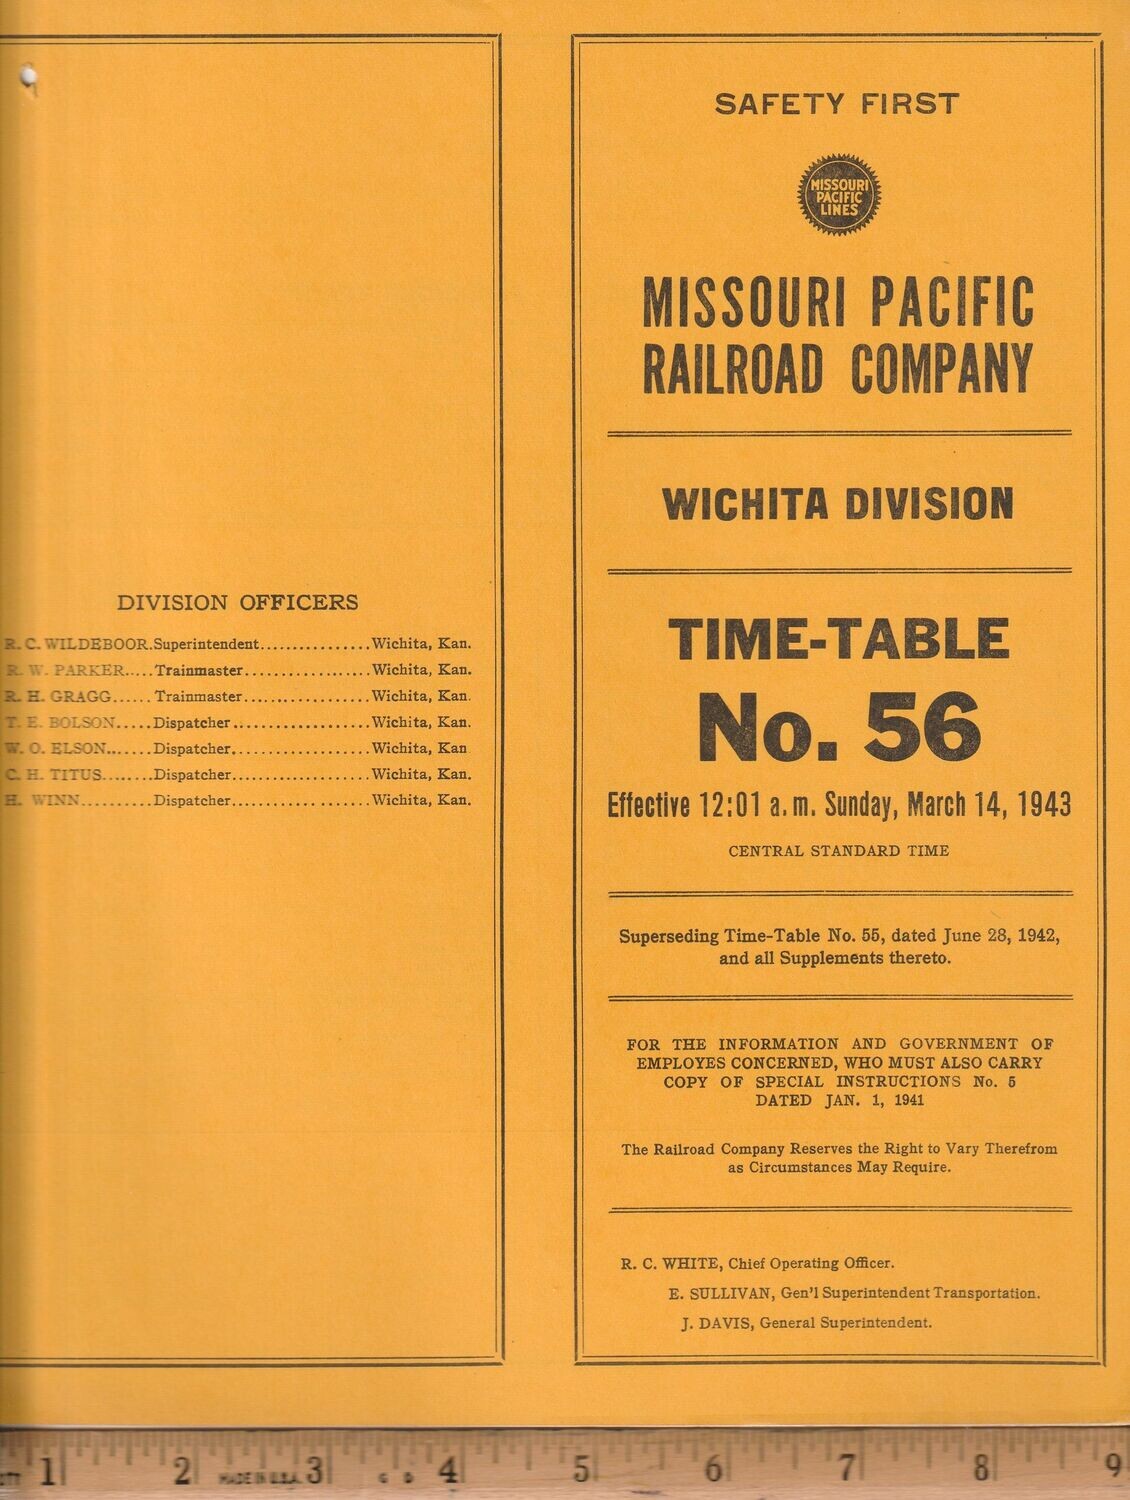 DIVISION OFFICERS
R. C. WILDEBOOR.Superintendent................Wichita, Kan.
R. W. PARKER.....Trainmaster..................Wichita, Kan.
R. H. GRAGG......Trainmaster..................Wichita, Kan.
T. E. BOLSON.....Dispatcher...................Wichita, Kan.
W. O. ELSON.......Dispatcher...................Wichita, Kan
C. H. TITUS........Dispatcher...................Wichita, Kan.
H. WINN..........Dispatcher...................Wichita, Kan.
SAFETY FIRST
MISSOURI
PACIFIC
LINES
MISSOURI PACIFIC
RAILROAD COMPANY
WICHITA DIVISION
TIME-TABLE
No. 56
Effective 12:01 a. m. Sunday, March 14, 1943
CENTRAL STANDARD TIME
Superseding Time-Table No. 55, dated June 28, 1942,
and all Supplements thereto.
FOR THE INFORMATION AND GOVERNMENT OF
EMPLOYES CONCERNED, WHO MUST ALSO CARRY
COPY OF SPECIAL INSTRUCTIONS No. 5
DATED JAN. 1, 1941
The Railroad Company Reserves the Right to Vary Therefrom
as Circumstances May Require.
R. C. WHITE, Chief Operating Officer.
E. SULLIVAN, Gen'l Superintendent Transportation.
J. DAVIS, General Superintendent.
1 2 MADE IN U.S.A. 3 4 5 6 7 8 9